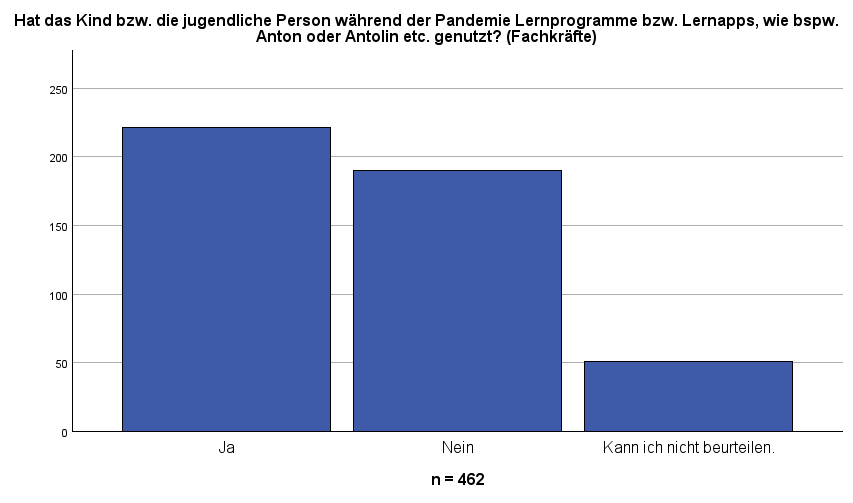 Hat das Kind bzw. die jugendliche Person während der Pandemie Lernprogramme bzw. Lernapps, wie bspw.
Anton oder Antolin etc. genutzt? (Fachkräfte)
250
200
150
100
50
0
Ja Nein Kann ich nicht beurteilen.
n = 462